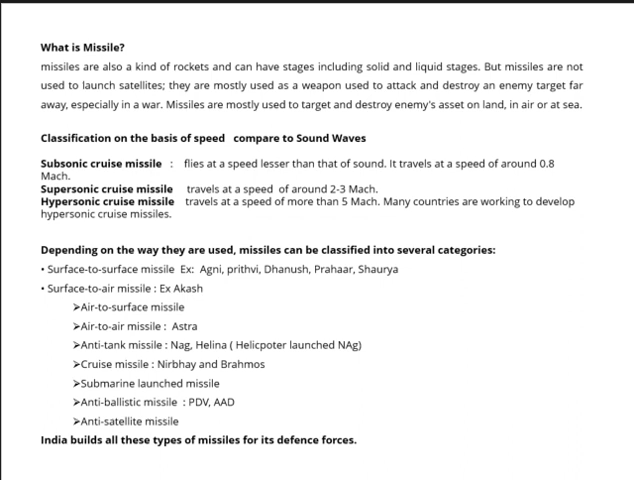 What is Missile?
missiles are also a kind of rockets and can have stages including solid and liquid stages. But missiles are not
used to launch satellites; they are mostly used as a weapon used to attack and destroy an enemy target far
away, especially in a war. Missiles are mostly used to target and destroy enemy's asset on land, in air or at sea.
Classification on the basis of speed compare to Sound Waves
Subsonic cruise missile : flies at a speed lesser than that of sound. It travels at a speed of around 0.8
Mach.
Supersonic cruise missile travels at a speed of around 2-3 Mach.
Hypersonic cruise missile travels at a speed of more than 5 Mach. Many countries are working to develop
hypersonic cruise missiles.
Depending on the way they are used, missiles can be classified into several categories:
• Surface-to-surface missile Ex: Agni, prithvi, Dhanush, Prahaar, Shaurya
• Surface-to-air missile : Ex Akash
➢Air-to-surface missile
➢Air-to-air missile : Astra
➢Anti-tank missile : Nag, Helina ( Helicpoter launched NAg)
➢Cruise missile : Nirbhay and Brahmos
➢Submarine launched missile
➢Anti-ballistic missile : PDV, AAD
➢Anti-satellite missile
India builds all these types of missiles for its defence forces.